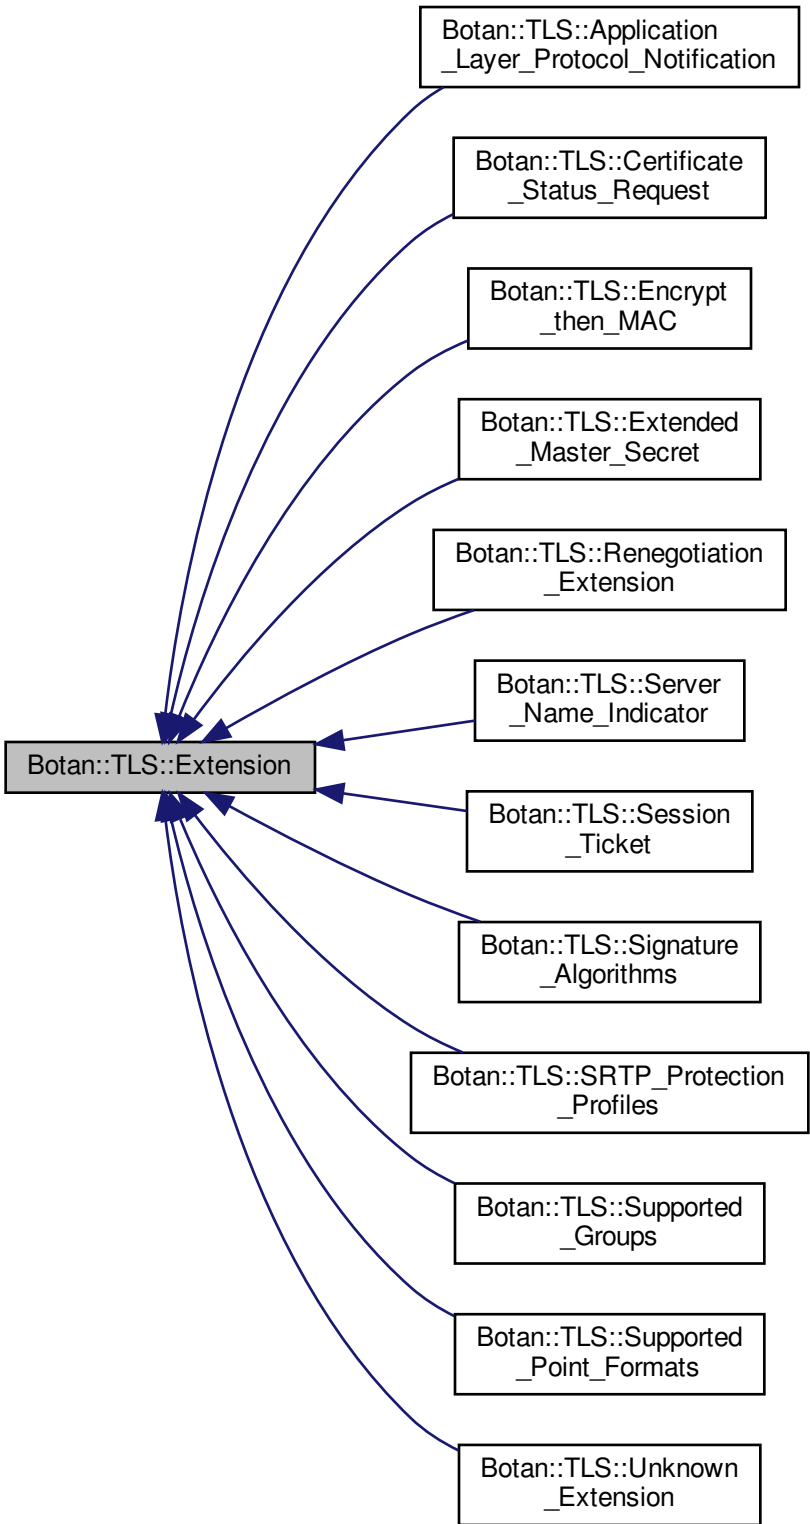 Botan::TLS::Application
_Layer_Protocol_Notification
Botan::TLS::Certificate
_Status_Request
Botan::TLS::Encrypt
_then_MAC
Botan::TLS::Extended
_Master_Secret
Botan::TLS::Renegotiation
_Extension
Botan::TLS::Server
_Name_Indicator
Botan::TLS::Extension
Botan::TLS::Session
_Ticket
Botan::TLS::Signature
_Algorithms
Botan::TLS::SRTP_Protection
_Profiles
Botan::TLS::Supported
_Groups
Botan::TLS::Supported
_Point_Formats
Botan::TLS::Unknown
_Extension